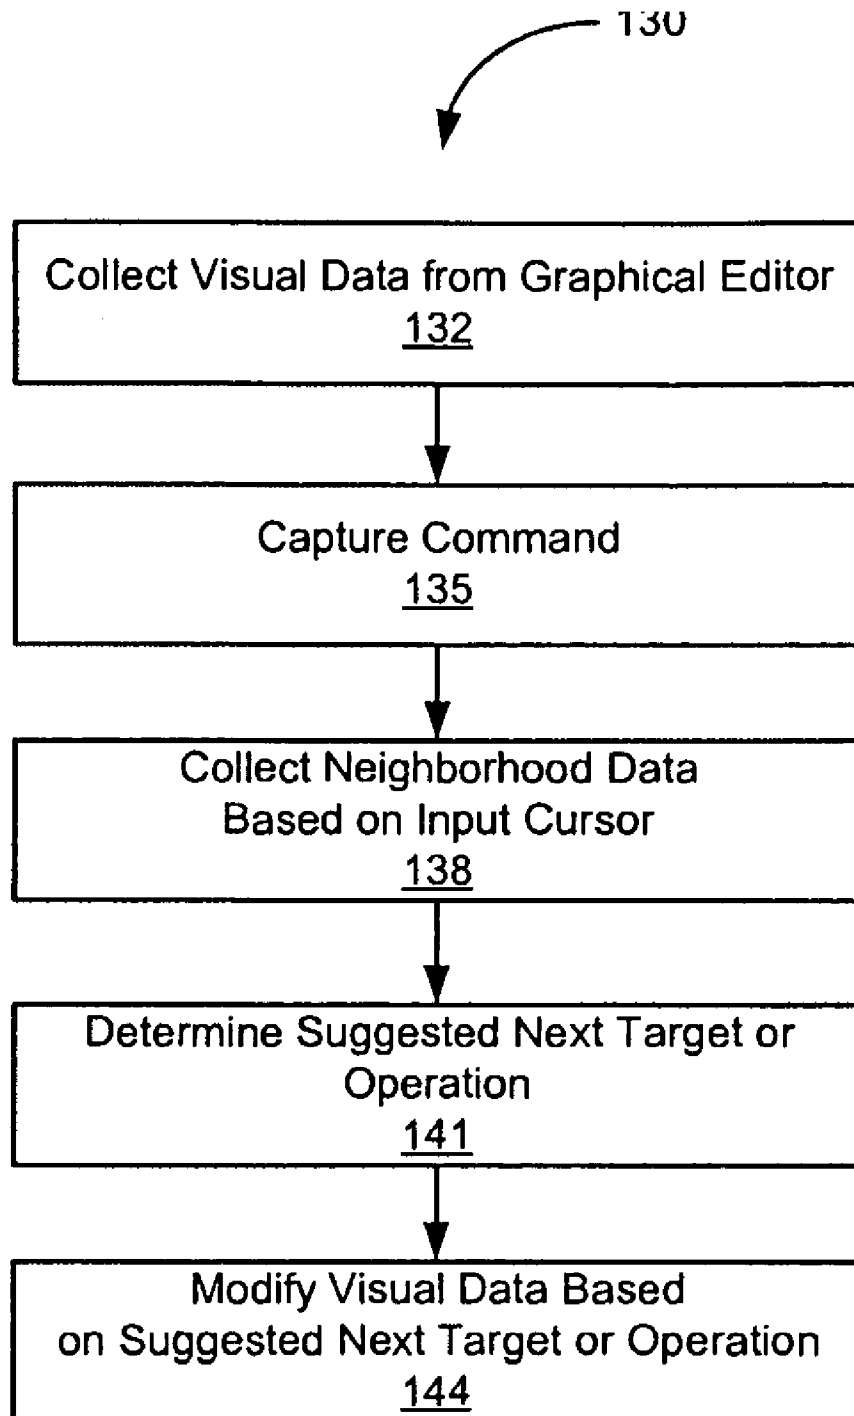 130
Collect Visual Data from Graphical Editor
132
Capture Command
135
Collect Neighborhood Data
Based on Input Cursor
138
Determine Suggested Next Target or
Operation
141
Modify Visual Data Based
on Suggested Next Target or Operation
144